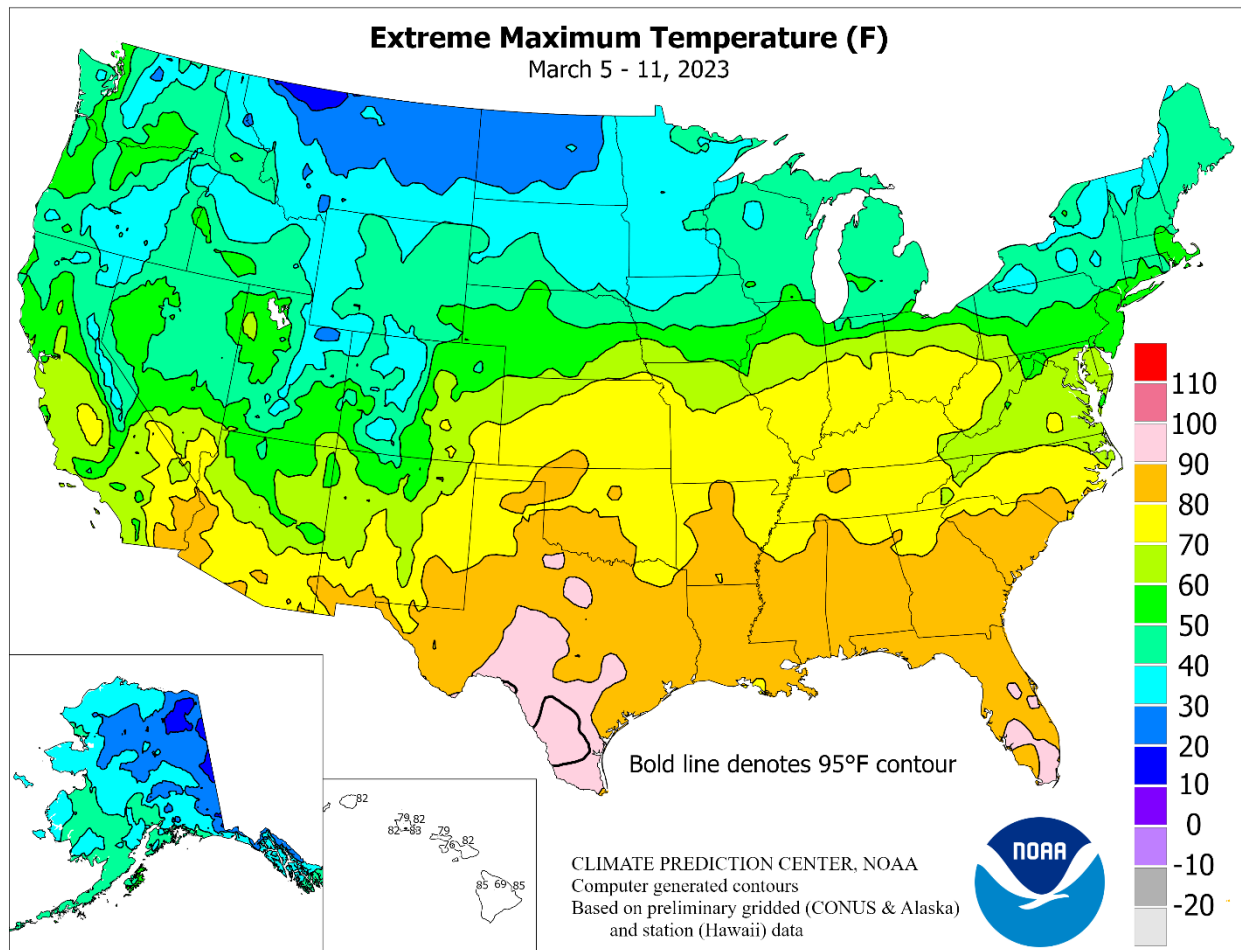 Extreme Maximum Temperature (F)
March 5 - 11, 2023
110
100
90
80
70
60
50
40
30
20
10
0
-10
-20
Bold line denotes 95°F contour
82
79 82
82 83
79
76 82
85 69 85
CLIMATE PREDICTION CENTER, NOAA
Computer generated contours
Based on preliminary gridded (CONUS & Alaska)
and station (Hawaii) data
NOAA